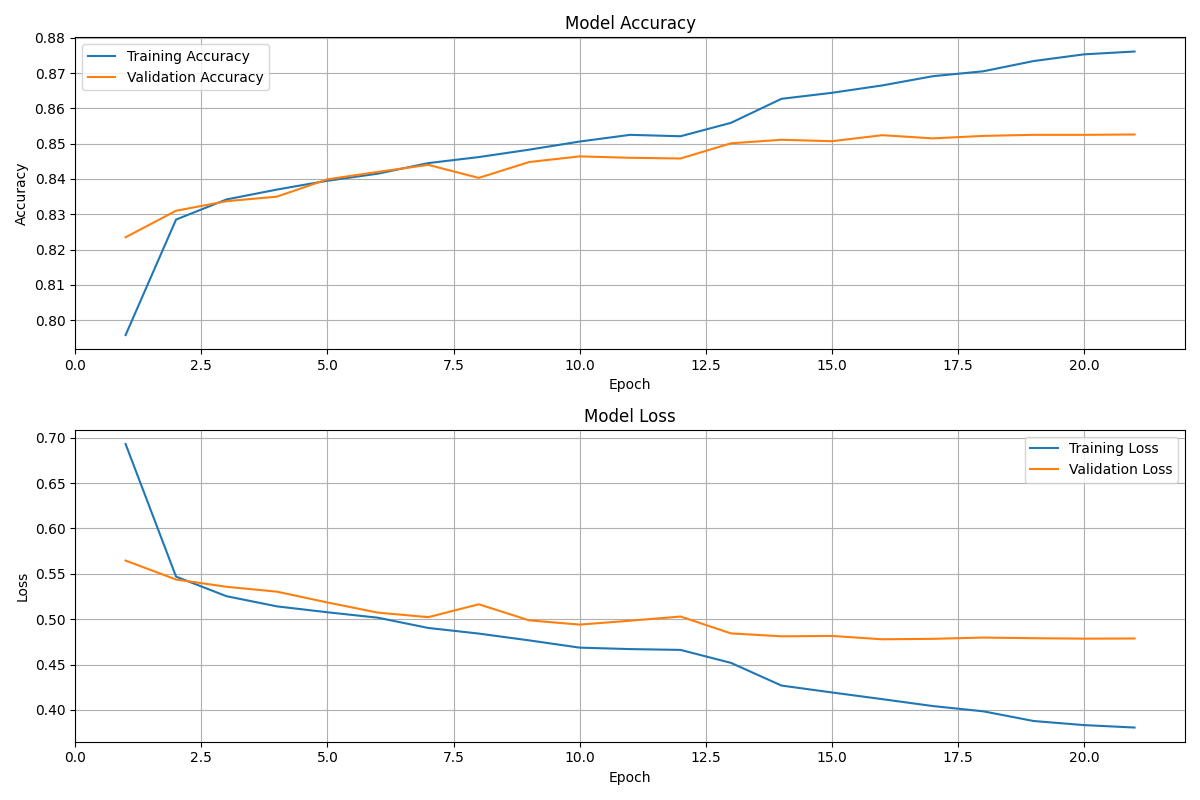 Model Accuracy
Training Accuracy
Validation Accuracy
Accuracy
0.88
0.87
0.86
0.85
0.84
0.83
0.82
0.81
0.80
0.0 2.5 5.0 7.5 10.0 12.5 15.0 17.5 20.0
Epoch
Model Loss
Training Loss
Validation Loss
Loss
0.70
0.65
0.60
0.55
0.50
0.45
0.40
0.0 2.5 5.0 7.5 10.0 12.5 15.0 17.5 20.0
Epoch